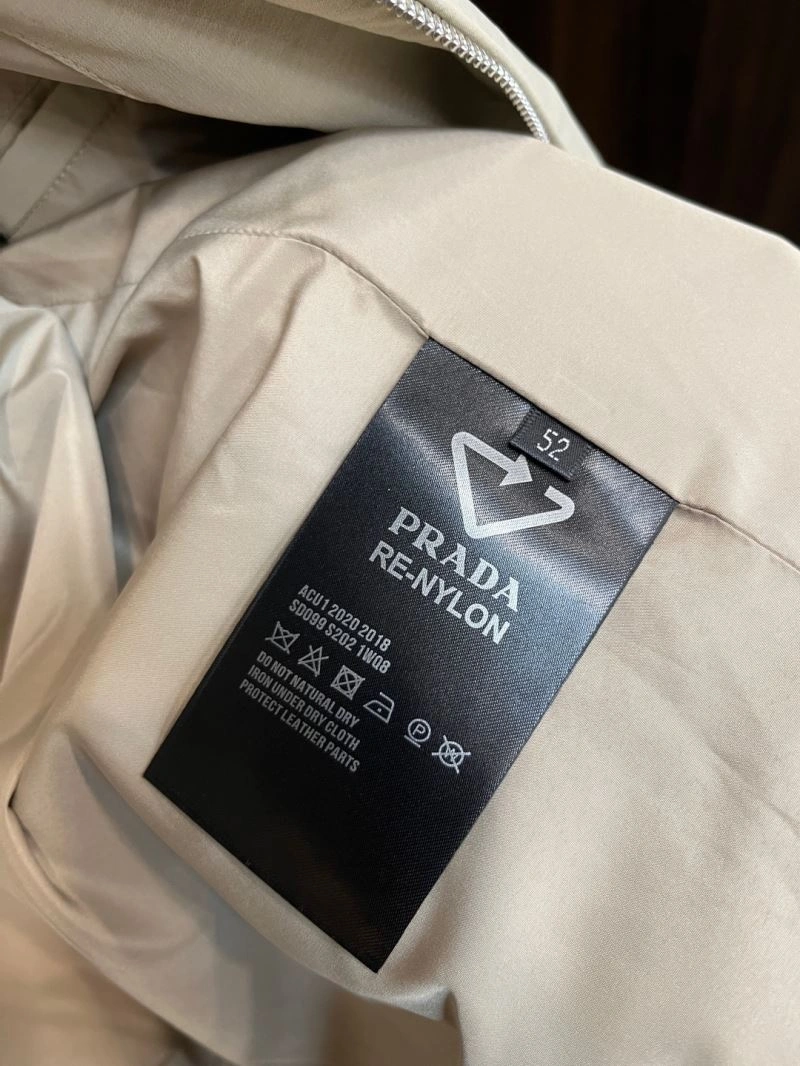 52
PRADA
RE-NYLON
ACU1 2020 2018
SD099 S202 1W08
P
DO NOT NATURAL DRY
IRON UNDER DRY CLOTH
PROTECT LEATHER PARTS